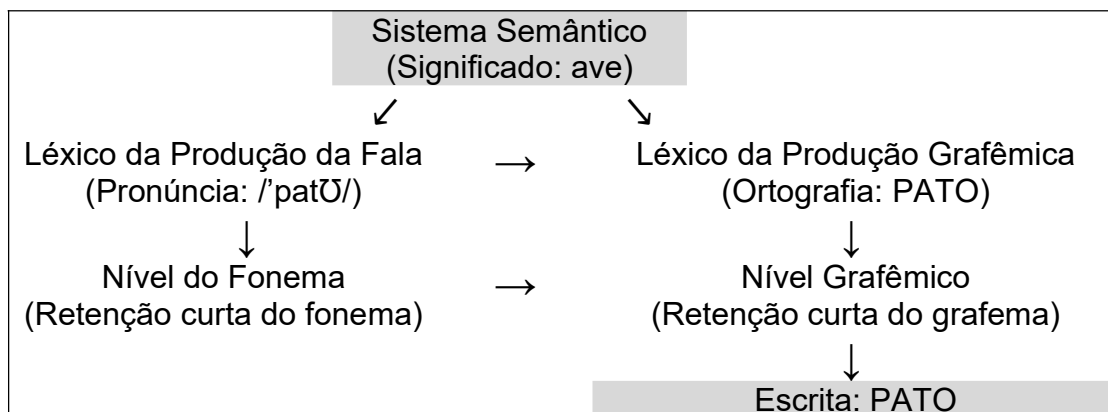 Sistema Semântico
(Significado: ave)
↙ ↘
Léxico da Produção da Fala → Léxico da Produção Grafêmica
(Pronúncia: /’patƱ/) (Ortografia: PATO)
↓ ↓
Nível do Fonema → Nível Grafêmico
(Retenção curta do fonema) (Retenção curta do grafema)
↓
Escrita: PATO